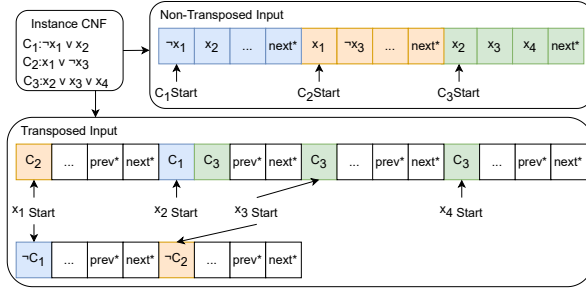 Instance CNF
C1:¬x1 ∨ x2
C2:x1 ∨ ¬x3
C3:x2 ∨ x3 ∨ x4
Non-Transposed Input
¬x1 x2 ... next* x1 ¬x3 ... next* x2 x3 x4 next*
C1Start C2Start C3Start
Transposed Input
C2 ... prev* next* C1 C3 prev* next* C3 ... prev* next* C3 ... prev* next*
x1 Start x2 Start x3 Start x4 Start
¬C1 ... prev* next* ¬C2 ... prev* next*